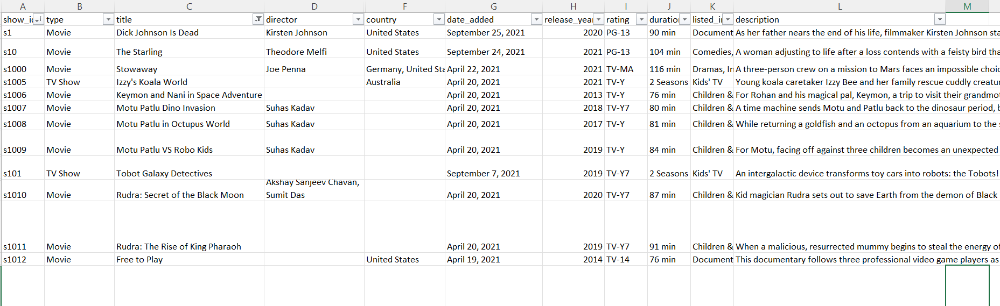 A B C D F G H I J K L M
show_i type title director country date_added release_yea rating duratio listed_i description
s1 Movie Dick Johnson Is Dead Kirsten Johnson United States September 25, 2021 2020 PG-13 90 min Document As her father nears the end of his life, filmmaker Kirsten Johnson sta
s10 Movie The Starling Theodore Melfi United States September 24, 2021 2021 PG-13 104 min Comedies, A woman adjusting to life after a loss contends with a feisty bird tha
s1000 Movie Stowaway Joe Penna Germany, United Sta April 22, 2021 2021 TV-MA 116 min Dramas, In A three-person crew on a mission to Mars faces an impossible choic
s1005 TV Show Izzy's Koala World Australia April 20, 2021 2021 TV-Y 2 Seasons Kids' TV Young koala caretaker Izzy Bee and her family rescue cuddly creatur
s1006 Movie Keymon and Nani in Space Adventure April 20, 2021 2013 TV-Y 76 min Children & For Rohan and his magical pal, Keymon, a trip to visit their grandmot
s1007 Movie Motu Patlu Dino Invasion Suhas Kadav April 20, 2021 2018 TV-Y7 80 min Children & A time machine sends Motu and Patlu back to the dinosaur period, b
s1008 Movie Motu Patlu in Octupus World Suhas Kadav April 20, 2021 2017 TV-Y 81 min Children & While returning a goldfish and an octopus from an aquarium to the s
s1009 Movie Motu Patlu VS Robo Kids Suhas Kadav April 20, 2021 2019 TV-Y 84 min Children & For Motu, facing off against three children becomes an unexpected
s101 TV Show Tobot Galaxy Detectives September 7, 2021 2019 TV-Y7 2 Seasons Kids' TV An intergalactic device transforms toy cars into robots: the Tobots!
Akshay Sanjeev Chavan,
s1010 Movie Rudra: Secret of the Black Moon Sumit Das April 20, 2021 2020 TV-Y7 87 min Children & Kid magician Rudra sets out to save Earth from the demon of Black
s1011 Movie Rudra: The Rise of King Pharaoh April 20, 2021 2019 TV-Y7 91 min Children & When a malicious, resurrected mummy begins to steal the energy of
s1012 Movie Free to Play United States April 19, 2021 2014 TV-14 76 min Document This documentary follows three professional video game players as